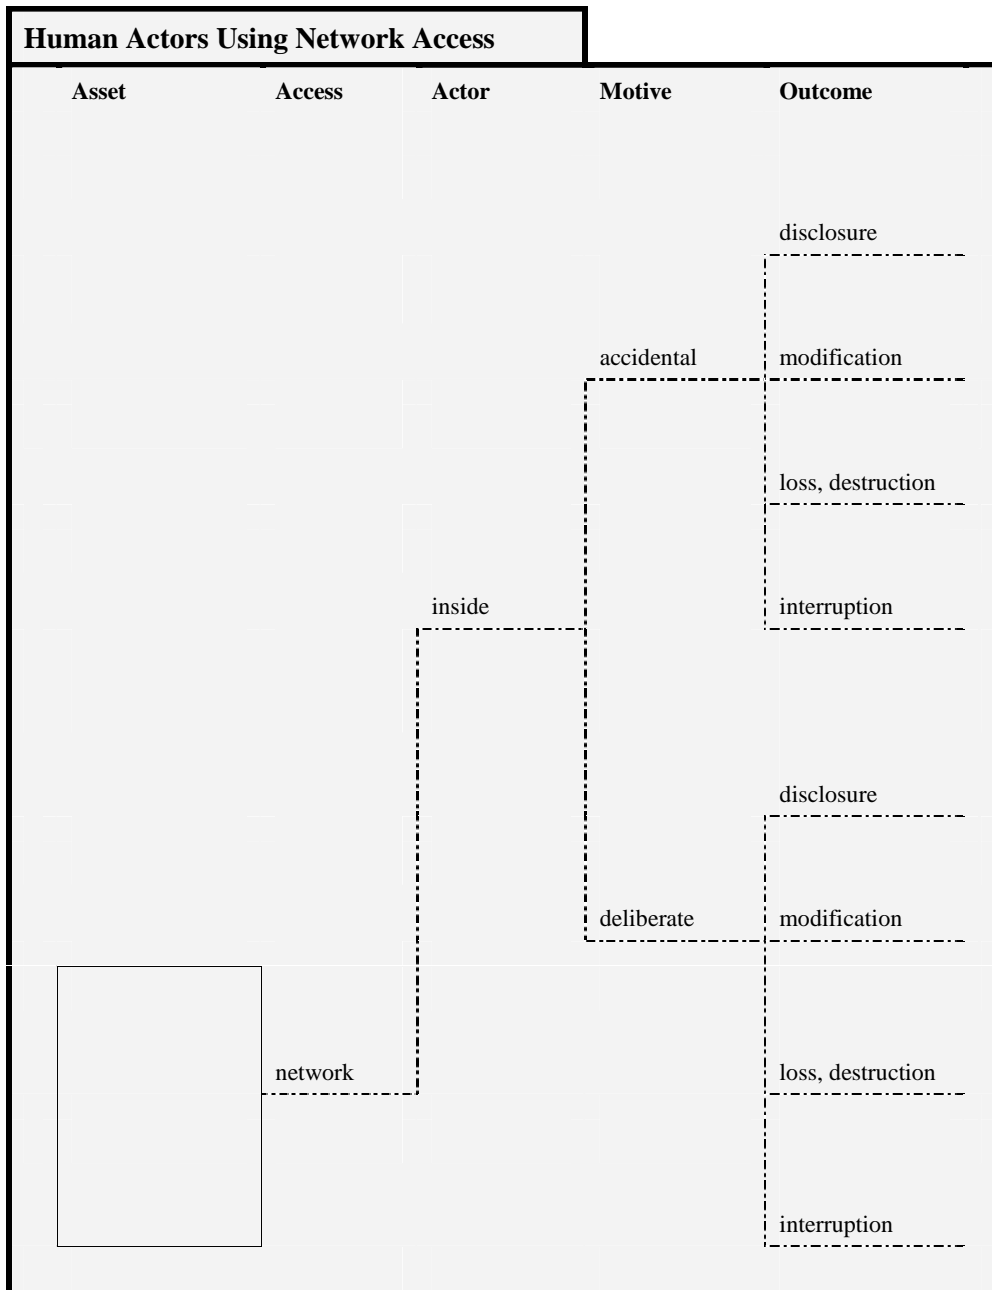 Human Actors Using Network Access
Asset Access Actor Motive Outcome
disclosure
accidental modification
loss, destruction
inside interruption
disclosure
deliberate modification
network loss, destruction
interruption